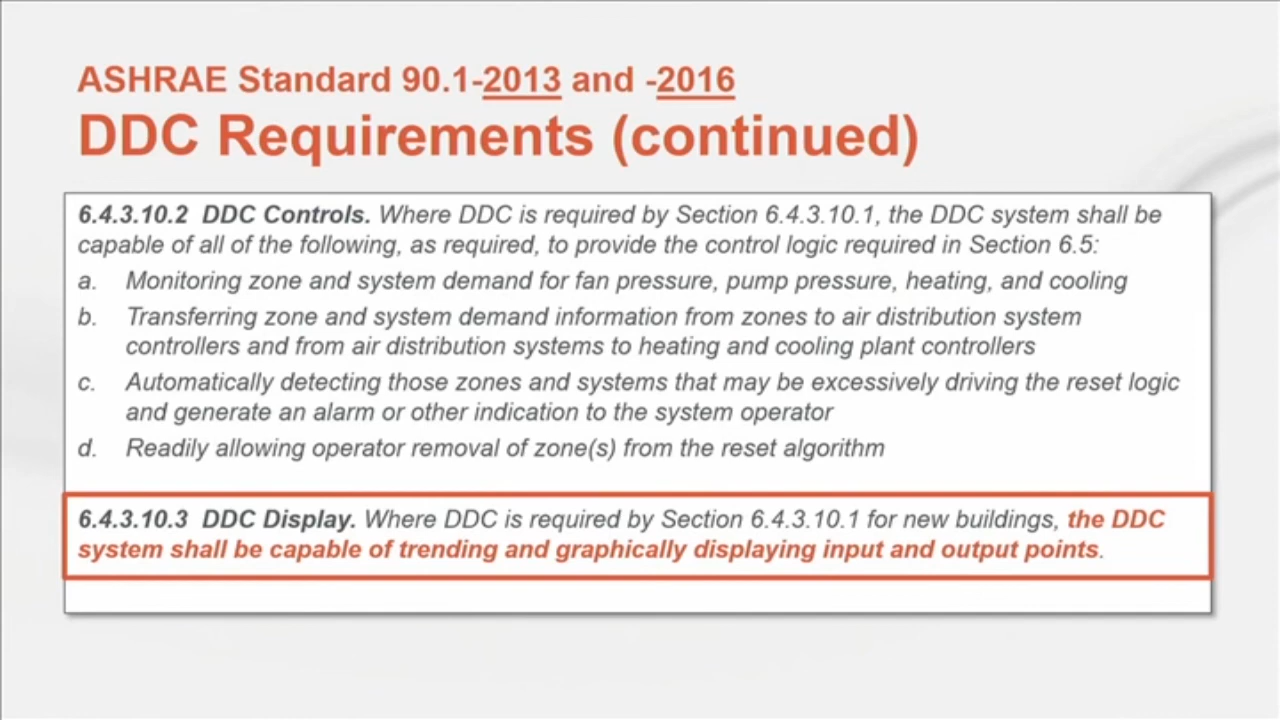 ASHRAE Standard 90.1-2013 and -2016
DDC Requirements (continued)
6.4.3.10.2 DDC Controls. Where DDC is required by Section 6.4.3.10.1, the DDC system shall be
capable of all of the following, as required, to provide the control logic required in Section 6.5:
a. Monitoring zone and system demand for fan pressure, pump pressure, heating, and cooling
b. Transferring zone and system demand information from zones to air distribution system
controllers and from air distribution systems to heating and cooling plant controllers
c. Automatically detecting those zones and systems that may be excessively driving the reset logic
and generate an alarm or other indication to the system operator
d. Readily allowing operator removal of zone(s) from the reset algorithm
6.4.3.10.3 DDC Display. Where DDC is required by Section 6.4.3.10.1 for new buildings, the DDC
system shall be capable of trending and graphically displaying input and output points.